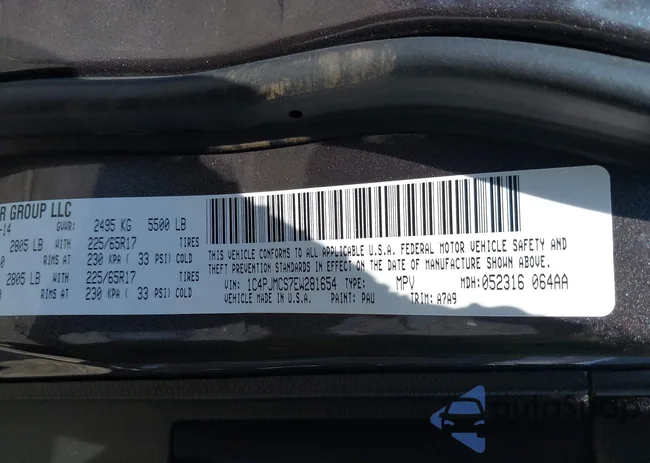 R GROUP LLC
-14 GVWR: 2495 KG 5500 LB
2805 LB WITH 225/65R17 TIRES
0 AT 230 KPA ( 33 PSI) COLD
2805 LB WITH 225/65R17 TIRES
AT 230 KPA ( 33 PSI) COLD
THIS VEHICLE CONFORMS TO ALL APPLICABLE U.S.A. FEDERAL MOTOR VEHICLE SAFETY AND
THEFT PREVENTION STANDARDS IN EFFECT ON THE DATE OF MANUFACTURE SHOWN ABOVE.
VIN: 1C4PJMCS7EW281654 TYPE: MPV MDH: 052316 064AA
VEHICLE MADE IN U.S.A. PAINT: PAU TRIM: A7A9